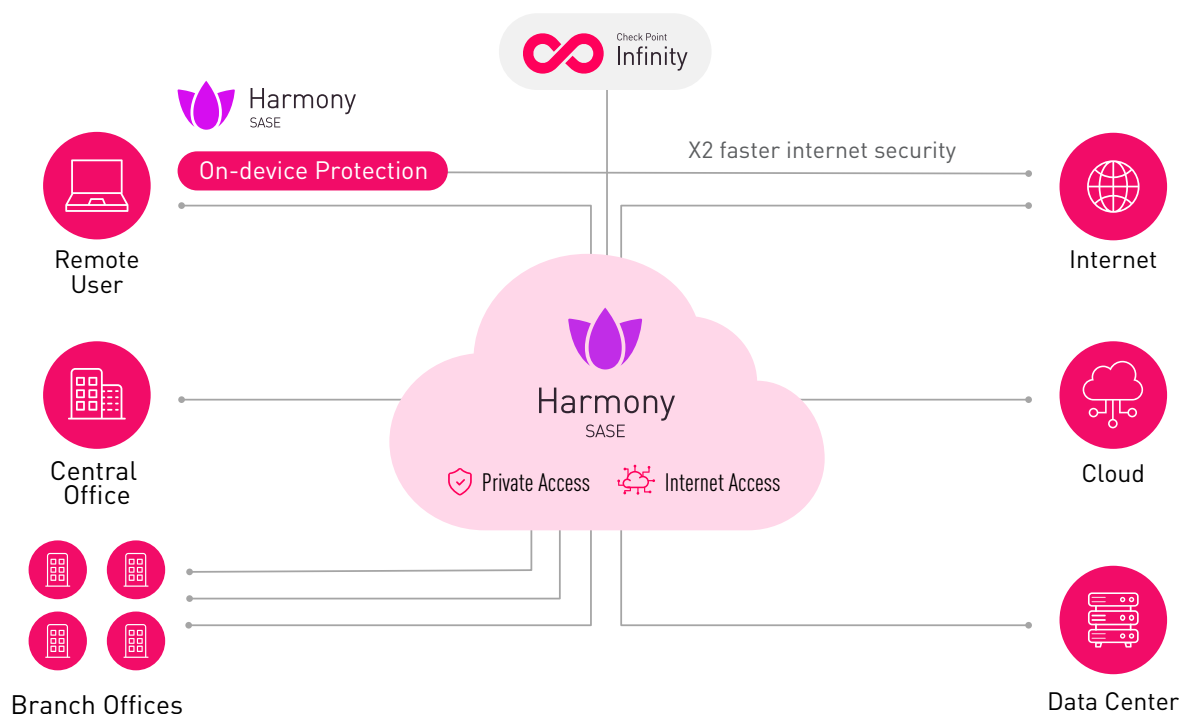 Check Point
Infinity
Harmony
SASE
On-device Protection
X2 faster internet security
Remote
User
Internet
Harmony
SASE
Private Access
Internet Access
Central
Office
Cloud
Branch Offices
Data Center